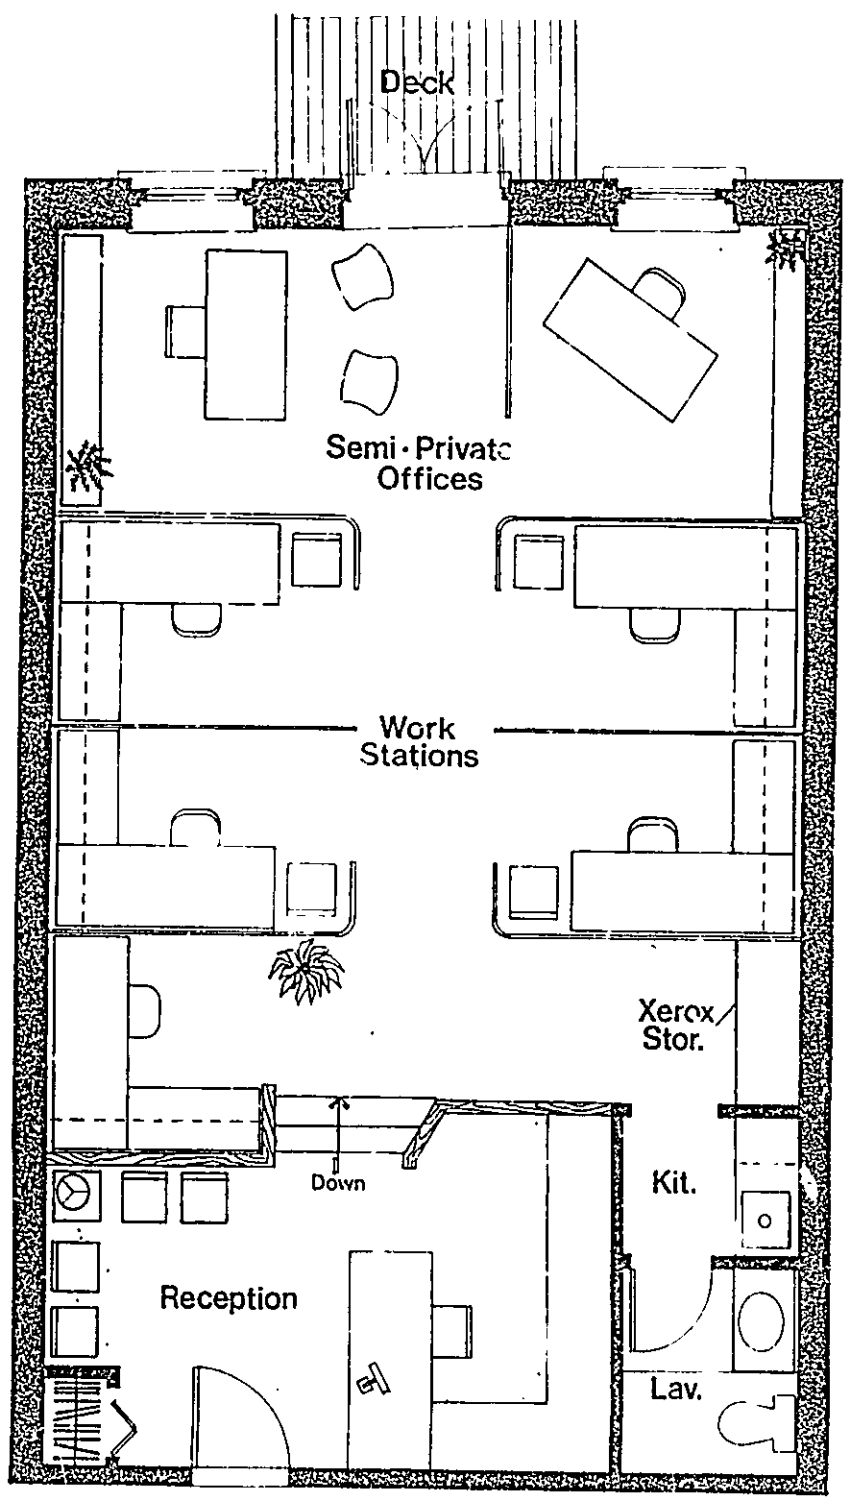 Deck
Semi·Private
Offices
Work
Stations
Xerox
Stor.
Down
Kit.
Reception
Lav.